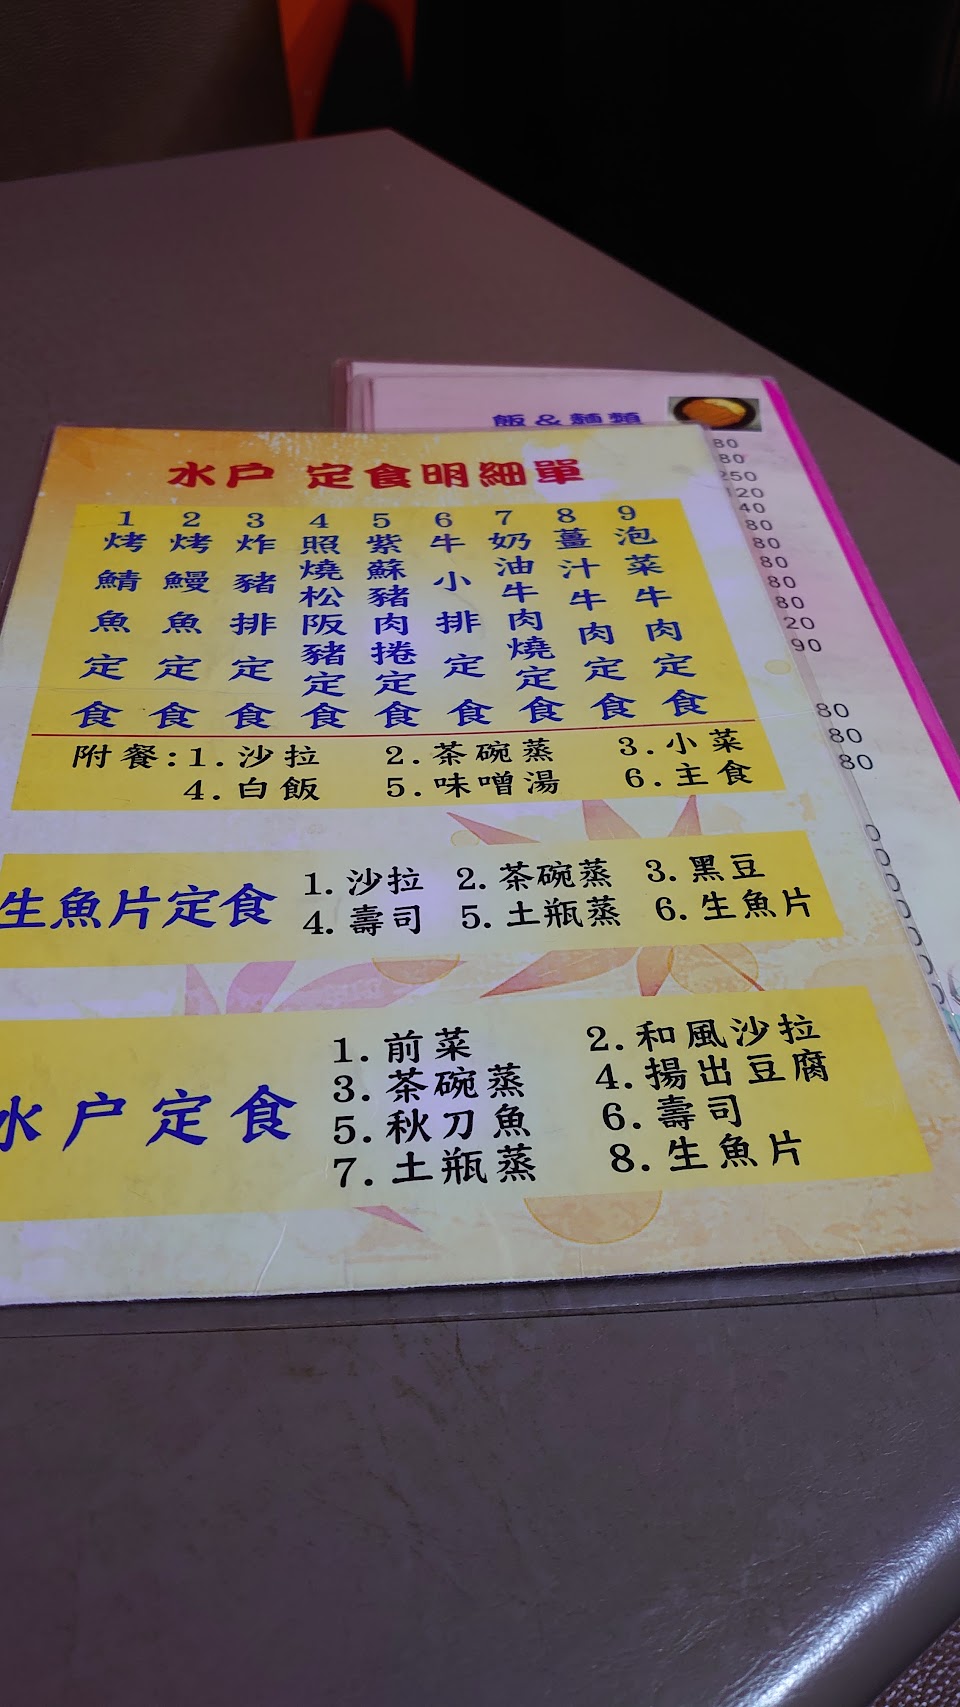 飯&麵類
水戶 定食明細單
1 烤鯖魚定食
2 烤鰻魚定食
3 炸豬排定食
4 照燒松阪豬定食
5 紫蘇豬肉捲定食
6 牛小排定食
7 奶油牛肉燒定食
8 薑汁牛肉定食
9 泡菜牛肉定食
附餐:1.沙拉 2.茶碗蒸 3.小菜
4.白飯 5.味噌湯 6.主食
生魚片定食
1.沙拉 2.茶碗蒸 3.黑豆
4.壽司 5.土瓶蒸 6.生魚片
水戶定食
1.前菜 2.和風沙拉
3.茶碗蒸 4.揚出豆腐
5.秋刀魚 6.壽司
7.土瓶蒸 8.生魚片